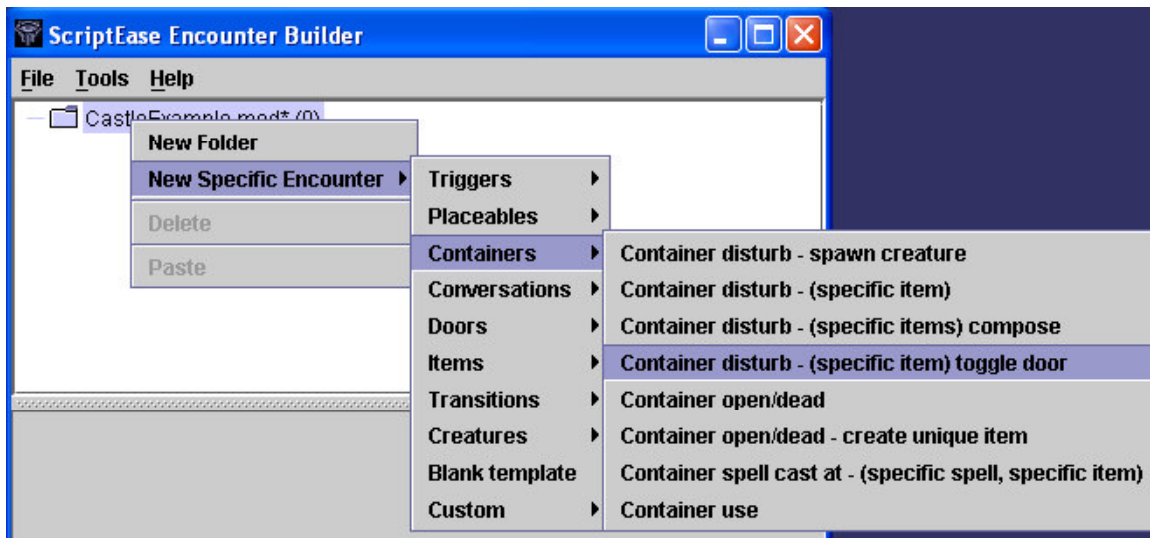 ScriptEase Encounter Builder
File Tools Help
CastleExample.mod* (0)
New Folder
New Specific Encounter
Delete
Paste
Triggers
Placeables
Containers
Conversations
Doors
Items
Transitions
Creatures
Blank template
Custom
Container disturb - spawn creature
Container disturb - (specific item)
Container disturb - (specific items) compose
Container disturb - (specific item) toggle door
Container open/dead
Container open/dead - create unique item
Container spell cast at - (specific spell, specific item)
Container use